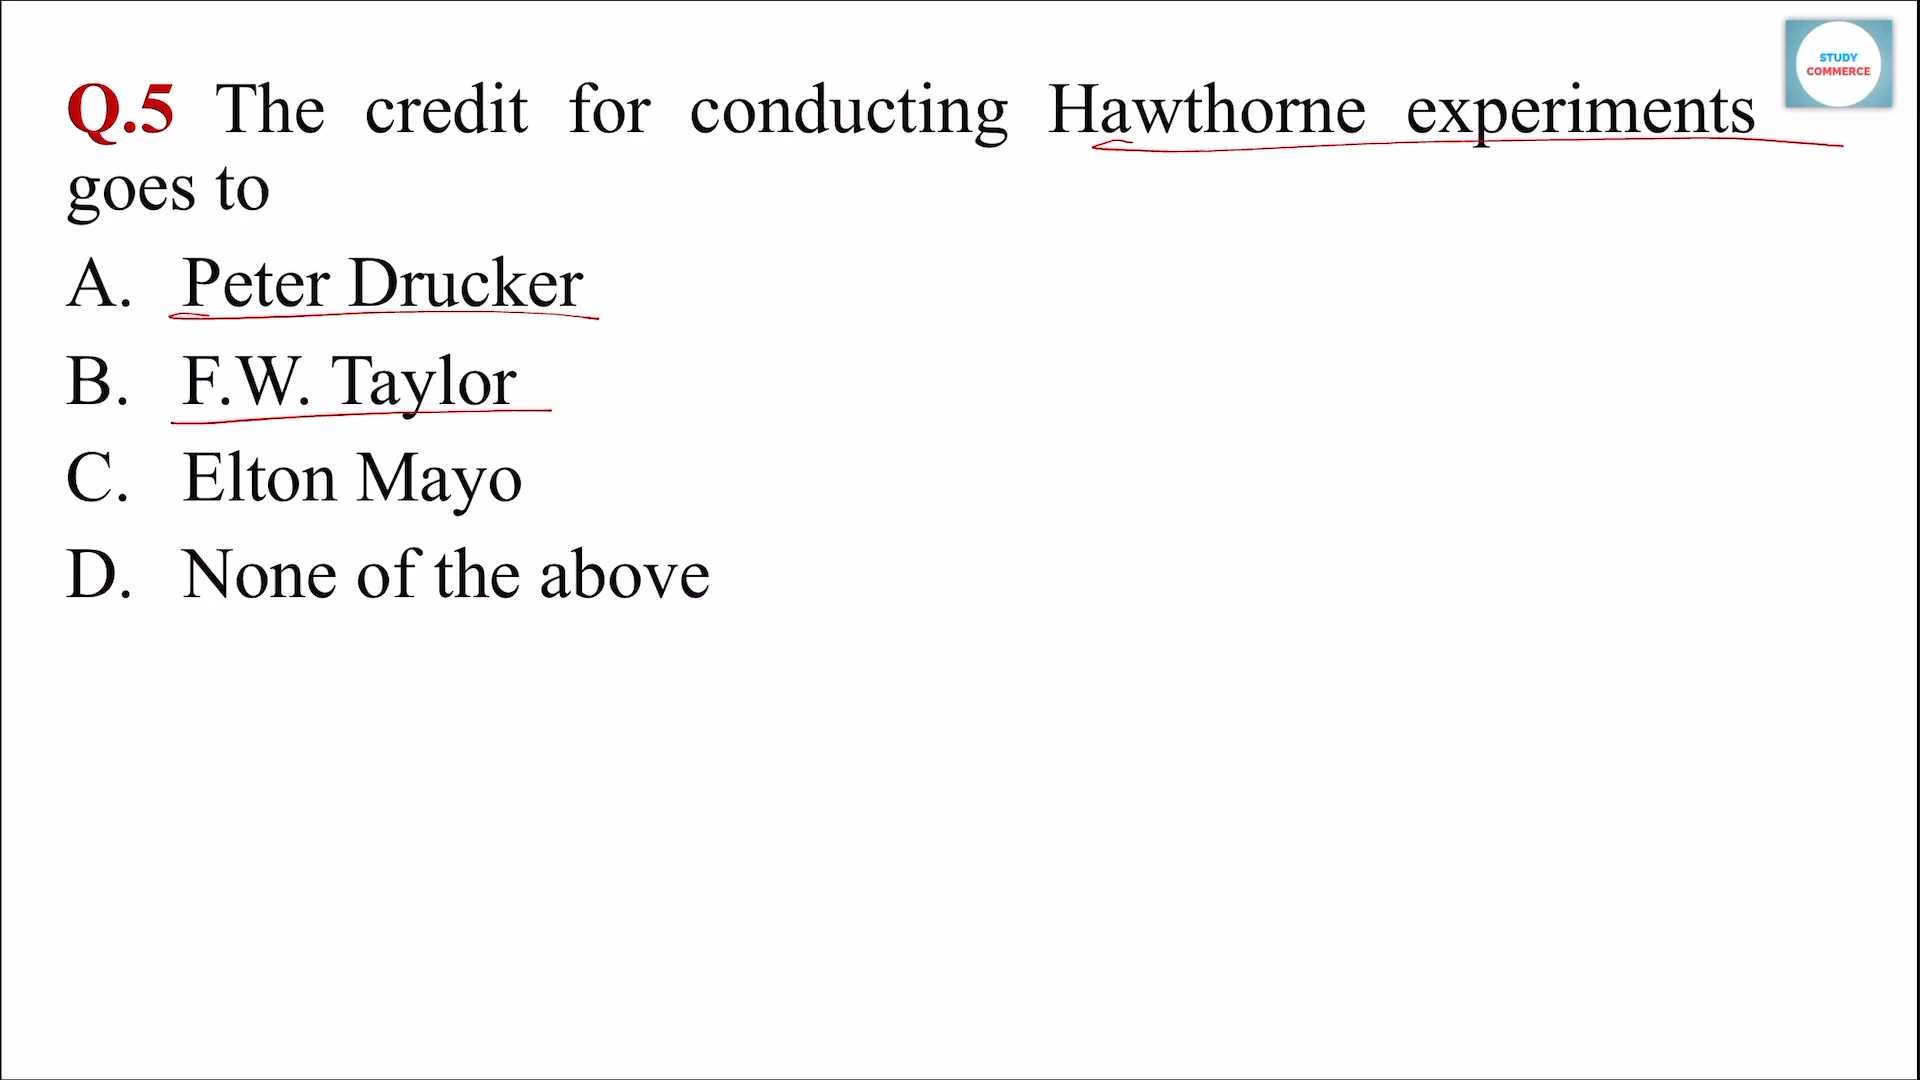 STUDY
COMMERCE
Q.5 The credit for conducting Hawthorne experiments
goes to
A. Peter Drucker
B. F.W. Taylor
C. Elton Mayo
D. None of the above